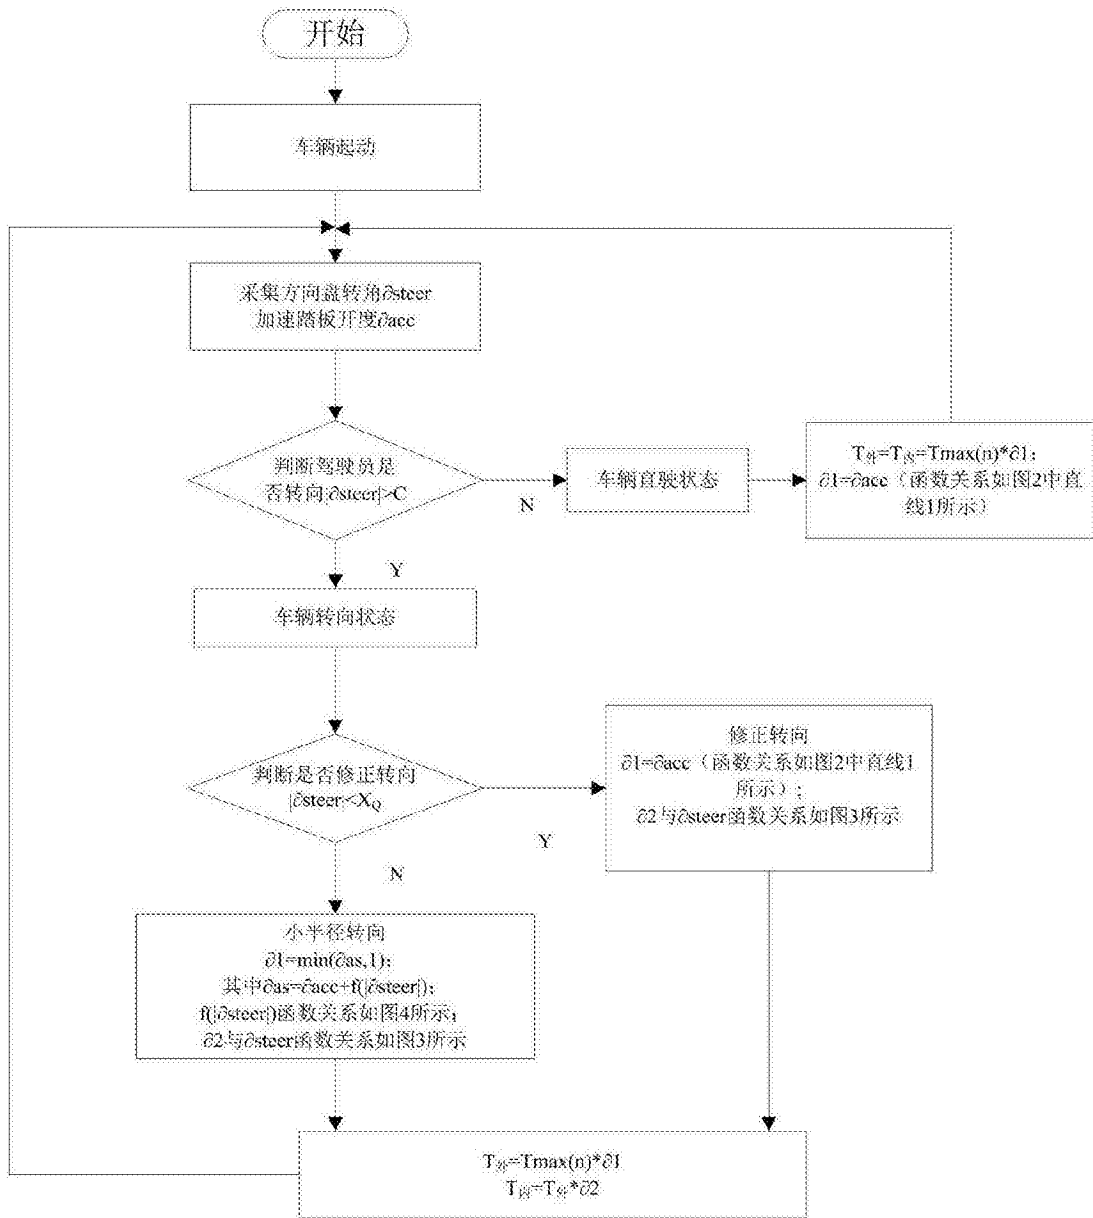 开始
车辆起动
采集方向盘转角∂steer
加速踏板开度∂acc
判断驾驶员是
否转向|∂steer|>C
N
车辆直驶状态
T外=T内=Tmax(n)*∂1;
∂1=∂acc（函数关系如图2中直
线1所示）
Y
车辆转向状态
判断是否修正转向
|∂steer|<XQ
Y
修正转向
∂1=∂acc（函数关系如图2中直线1
所示）;
∂2与∂steer函数关系如图3所示
N
小半径转向
∂1=min(∂as,1);
其中∂as=∂acc+f(|∂steer|);
f(|∂steer|)函数关系如图4所示;
∂2与∂steer函数关系如图3所示
T外=Tmax(n)*∂1
T内=T外*∂2